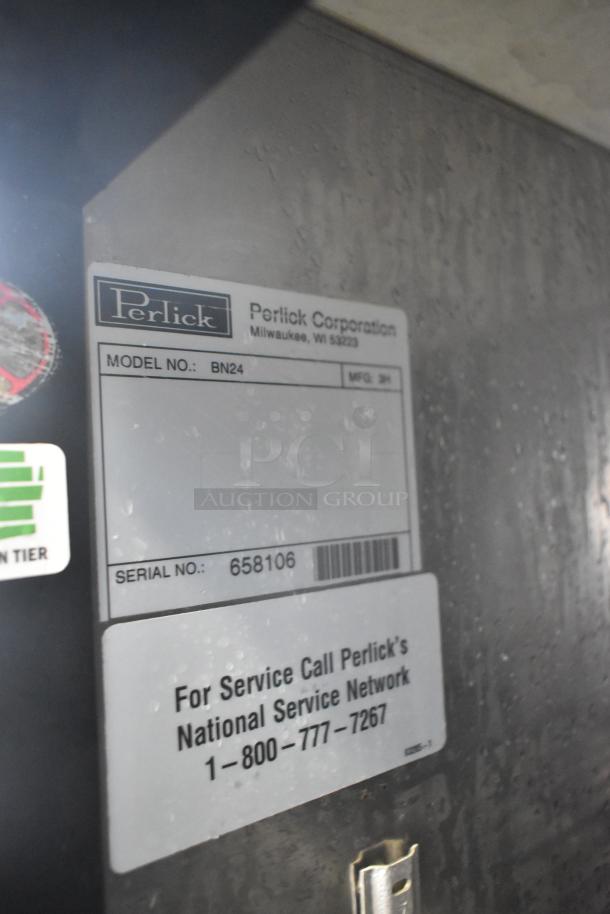 Perlick
Perlick Corporation
Milwaukee, WI 53223
MODEL NO.: BN24
MFG: 3H
PCI
AUCTION GROUP
SERIAL NO.: 658106
N TIER
For Service Call Perlick's
National Service Network
1-800-777-7267